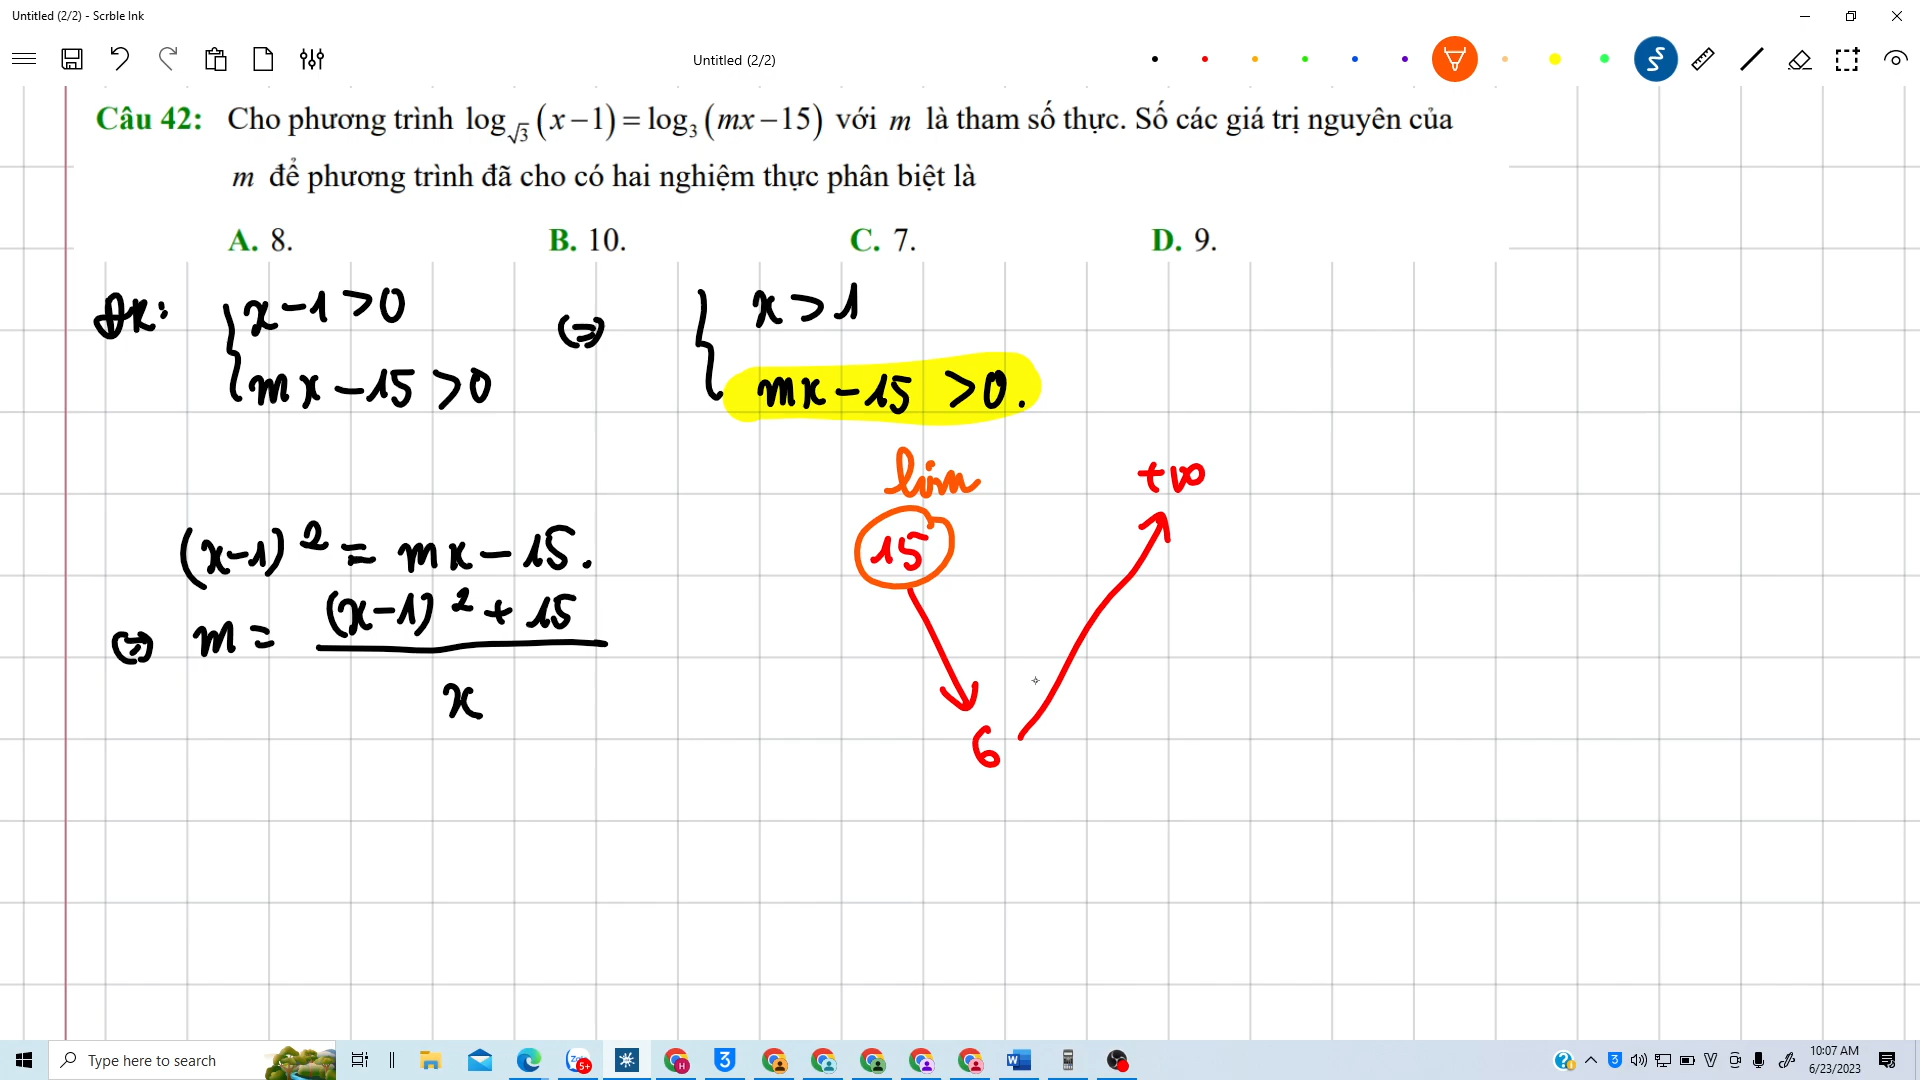 Untitled (2/2) - Scrble Ink
Untitled (2/2)
Câu 42: Cho phương trình log√3 (x−1) = log3 (mx−15) với m là tham số thực. Số các giá trị nguyên của
m để phương trình đã cho có hai nghiệm thực phân biệt là
A. 8. B. 10. C. 7. D. 9.
ĐK: { x−1 > 0 (⇒) { x > 1
mx−15 > 0 mx−15 > 0.
lim
+∞
15
(x−1)² = mx−15.
(⇒) m = (x−1)² + 15 / x
6
Type here to search
10:07 AM
6/23/2023